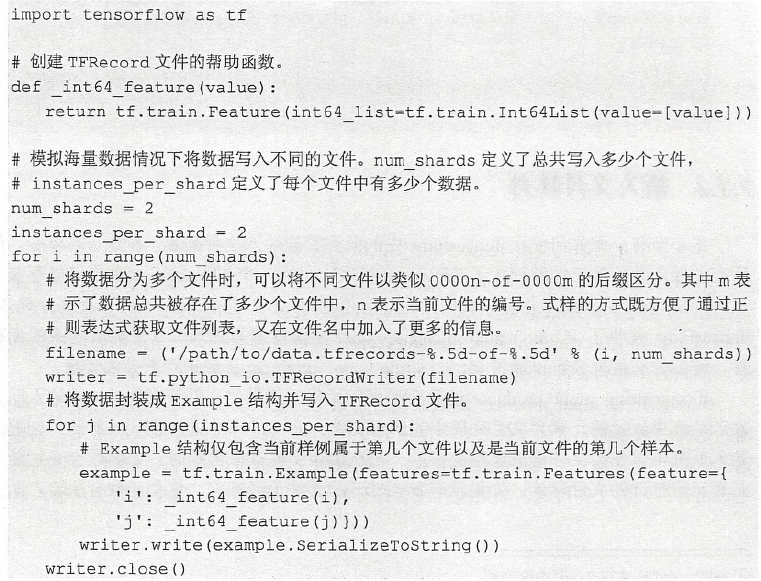 import tensorflow as tf
# 创建 TFRecord 文件的帮助函数。
def _int64_feature(value):
return tf.train.Feature(int64_list=tf.train.Int64List(value=[value]))
# 模拟海量数据情况下将数据写入不同的文件。num_shards 定义了总共写入多少个文件，
# instances_per_shard 定义了每个文件中有多少个数据。
num_shards = 2
instances_per_shard = 2
for i in range(num_shards):
# 将数据分为多个文件时，可以将不同文件以类似 0000n-of-0000m 的后缀区分。其中 m 表
# 示了数据总共被存在了多少个文件中，n 表示当前文件的编号。式样的方式既方便了通过正
# 则表达式获取文件列表，又在文件名中加入了更多的信息。
filename = ('/path/to/data.tfrecords-%.5d-of-%.5d' % (i, num_shards))
writer = tf.python_io.TFRecordWriter(filename)
# 将数据封装成 Example 结构并写入 TFRecord 文件。
for j in range(instances_per_shard):
# Example 结构仅包含当前样例属于第几个文件以及是当前文件的第几个样本。
example = tf.train.Example(features=tf.train.Features(feature={
'i': _int64_feature(i),
'j': _int64_feature(j)}))
writer.write(example.SerializeToString())
writer.close()